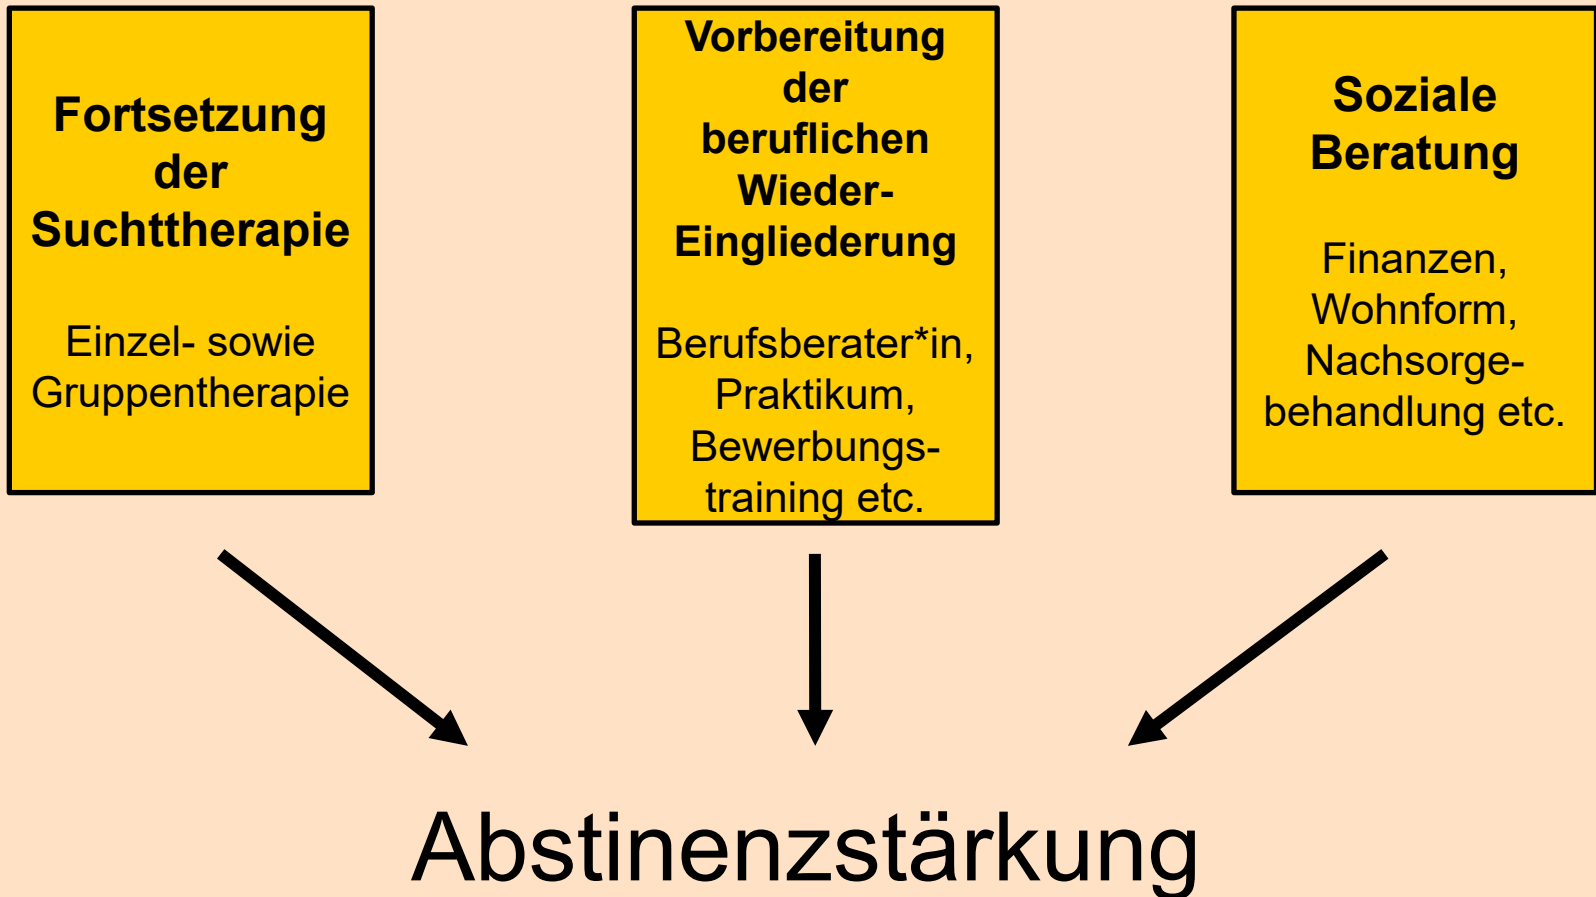 Fortsetzung
der
Suchttherapie
Einzel- sowie
Gruppentherapie
Vorbereitung
der
beruflichen
Wieder-
Eingliederung
Berufsberater*in,
Praktikum,
Bewerbungs-
training etc.
Soziale
Beratung
Finanzen,
Wohnform,
Nachsorge-
behandlung etc.
Abstinenzstärkung